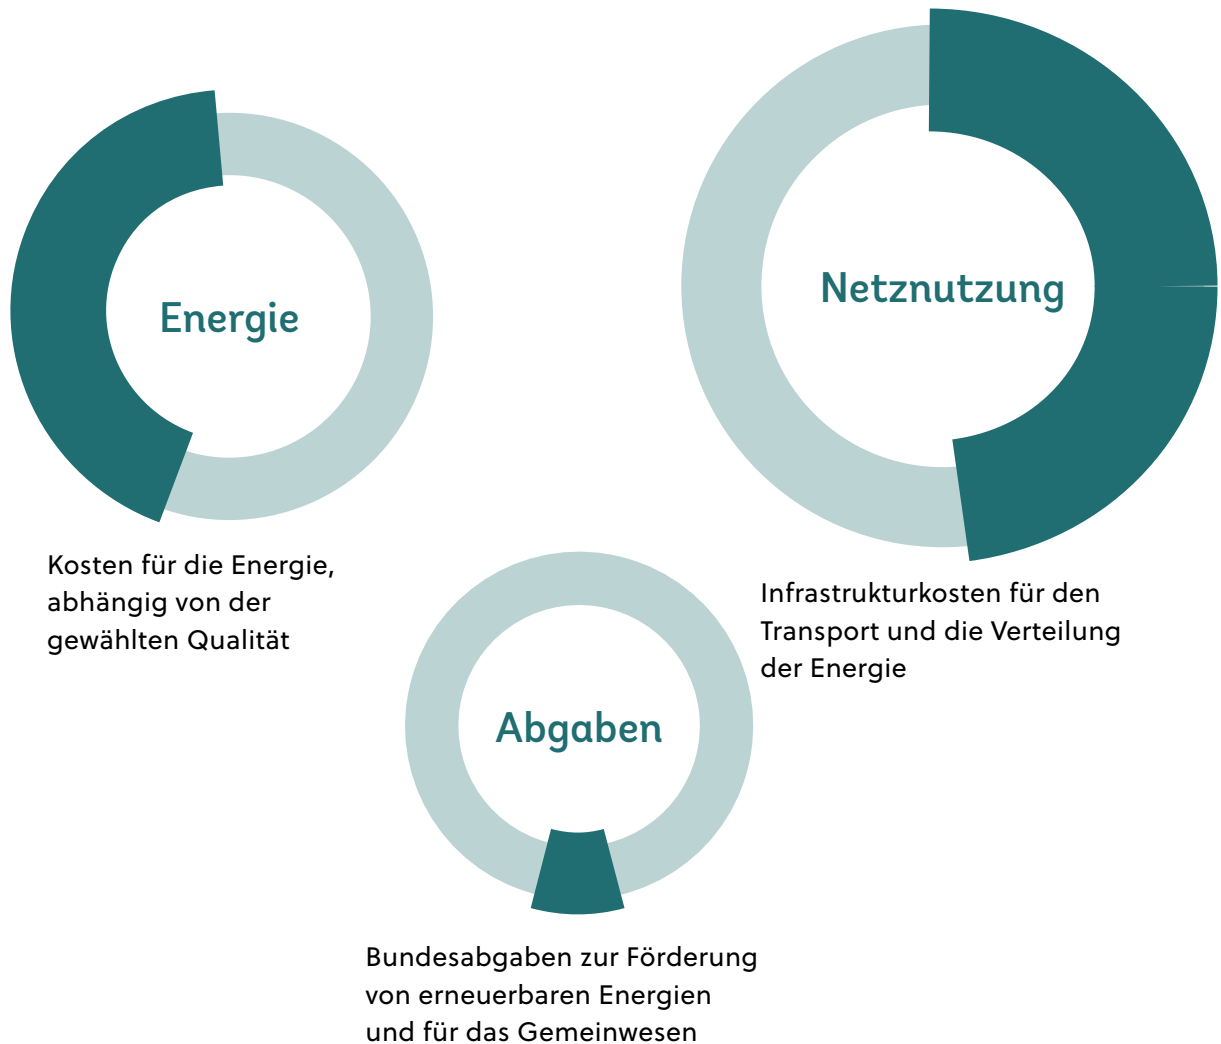 Energie
Kosten für die Energie,
abhängig von der
gewählten Qualität
Netznutzung
Infrastrukturkosten für den
Transport und die Verteilung
der Energie
Abgaben
Bundesabgaben zur Förderung
von erneuerbaren Energien
und für das Gemeinwesen